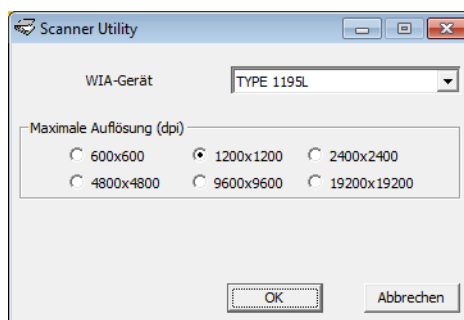 Scanner Utility
WIA-Gerät TYPE 1195L
Maximale Auflösung (dpi)
600x600 1200x1200 2400x2400
4800x4800 9600x9600 19200x19200
OK Abbrechen